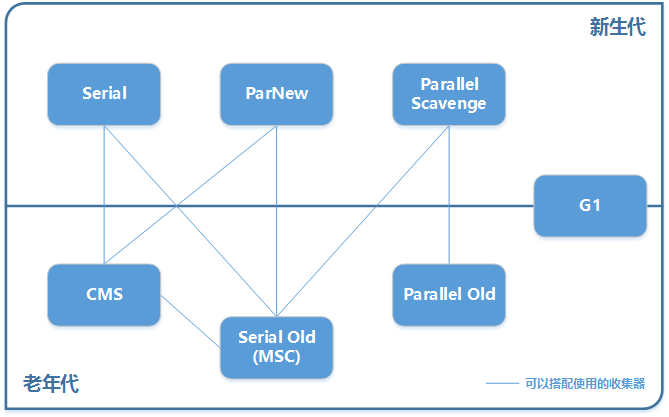 新生代
Serial
ParNew
Parallel
Scavenge
G1
CMS
Serial Old
(MSC)
Parallel Old
老年代
可以搭配使用的收集器